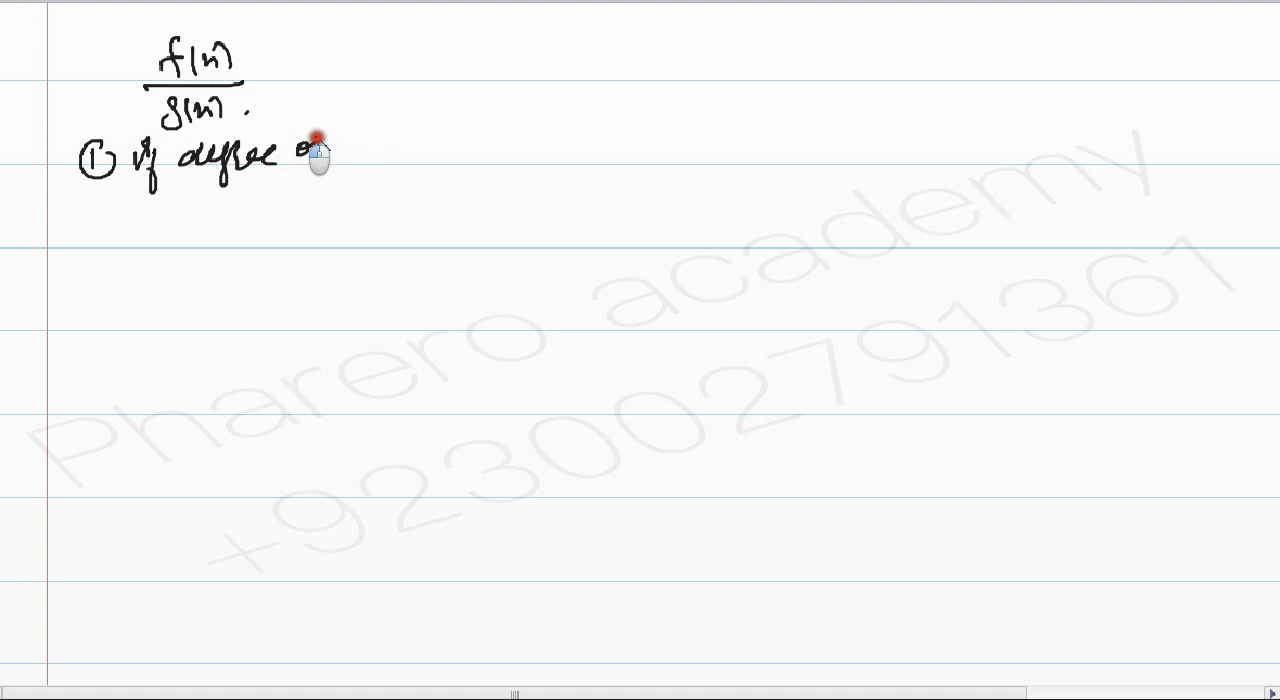 f(x)
g(x).
① if degree o
Pharero academy
+923002791361